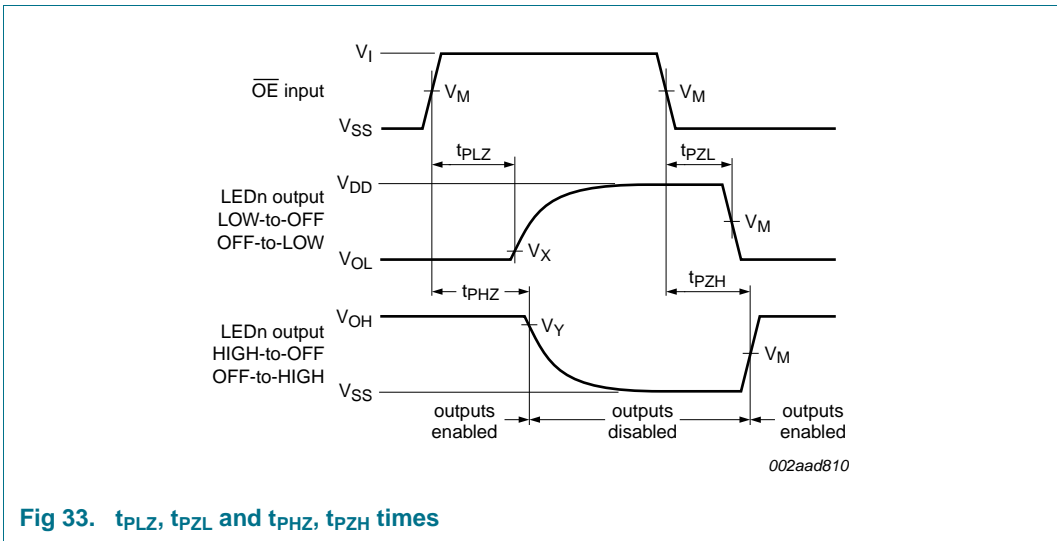 V_I
OE input
V_M
V_M
V_SS
t_PLZ
t_PZL
V_DD
LEDn output
LOW-to-OFF
OFF-to-LOW
V_M
V_X
V_OL
t_PHZ
t_PZH
V_OH
LEDn output
HIGH-to-OFF
OFF-to-HIGH
V_Y
V_M
V_SS
outputs
enabled
outputs
disabled
outputs
enabled
002aad810
Fig 33. t_PLZ, t_PZL and t_PHZ, t_PZH times